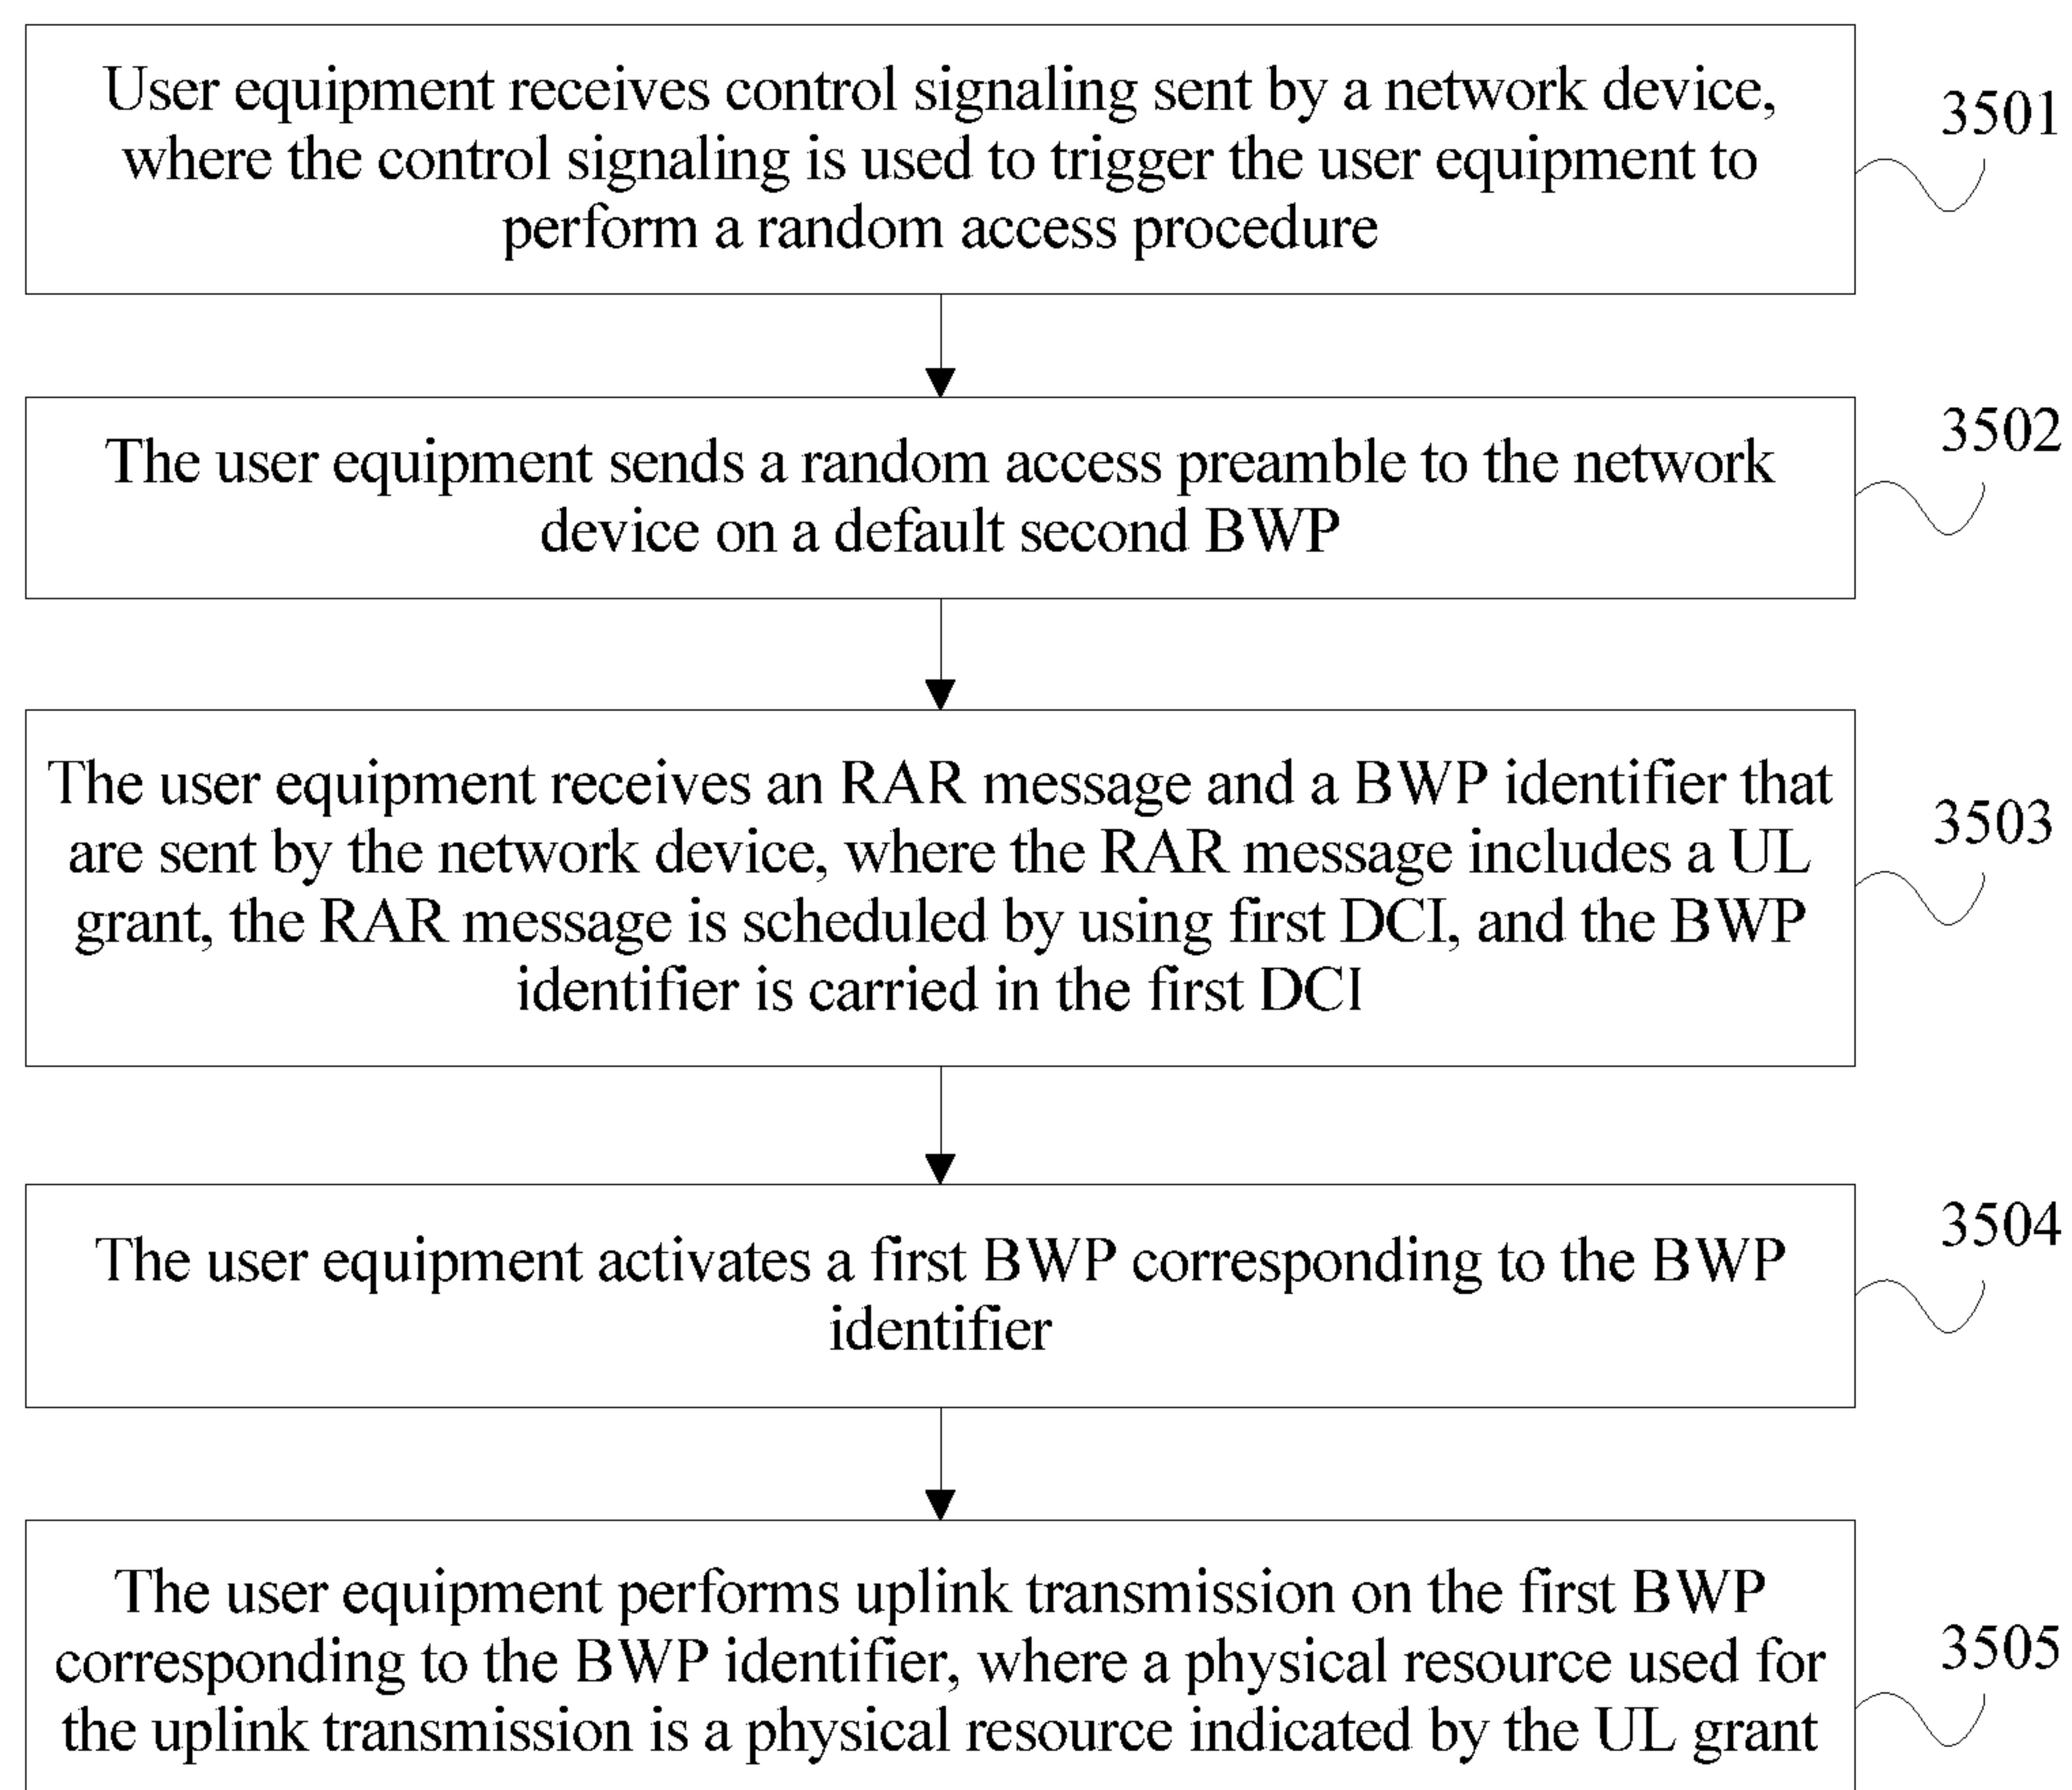 User equipment receives control signaling sent by a network device,
where the control signaling is used to trigger the user equipment to
perform a random access procedure
3501
The user equipment sends a random access preamble to the network
device on a default second BWP
3502
The user equipment receives an RAR message and a BWP identifier that
are sent by the network device, where the RAR message includes a UL
grant, the RAR message is scheduled by using first DCI, and the BWP
identifier is carried in the first DCI
3503
The user equipment activates a first BWP corresponding to the BWP
identifier
3504
The user equipment performs uplink transmission on the first BWP
corresponding to the BWP identifier, where a physical resource used for
the uplink transmission is a physical resource indicated by the UL grant
3505